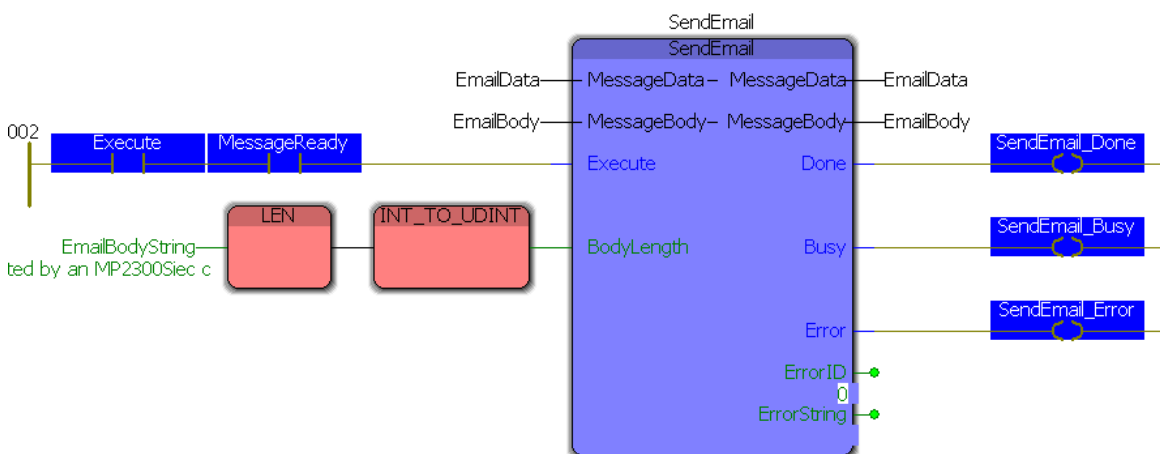 SendEmail
SendEmail
EmailData MessageData MessageData EmailData
EmailBody MessageBody MessageBody EmailBody
002
Execute MessageReady Execute Done SendEmail_Done
LEN INT_TO_UDINT
EmailBodyString BodyLength Busy SendEmail_Busy
ted by an MP2300Siec c
Error SendEmail_Error
ErrorID
0
ErrorString